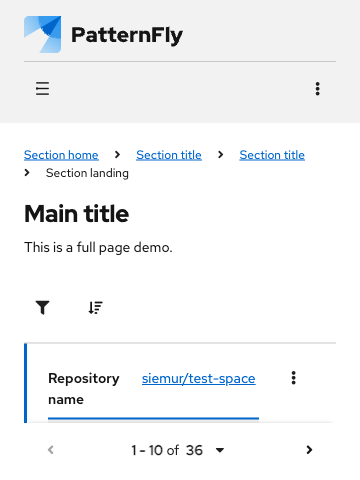 PatternFly
Section home Section title Section title
Section landing
Main title
This is a full page demo.
Repository name siemur/test-space
1 - 10 of 36